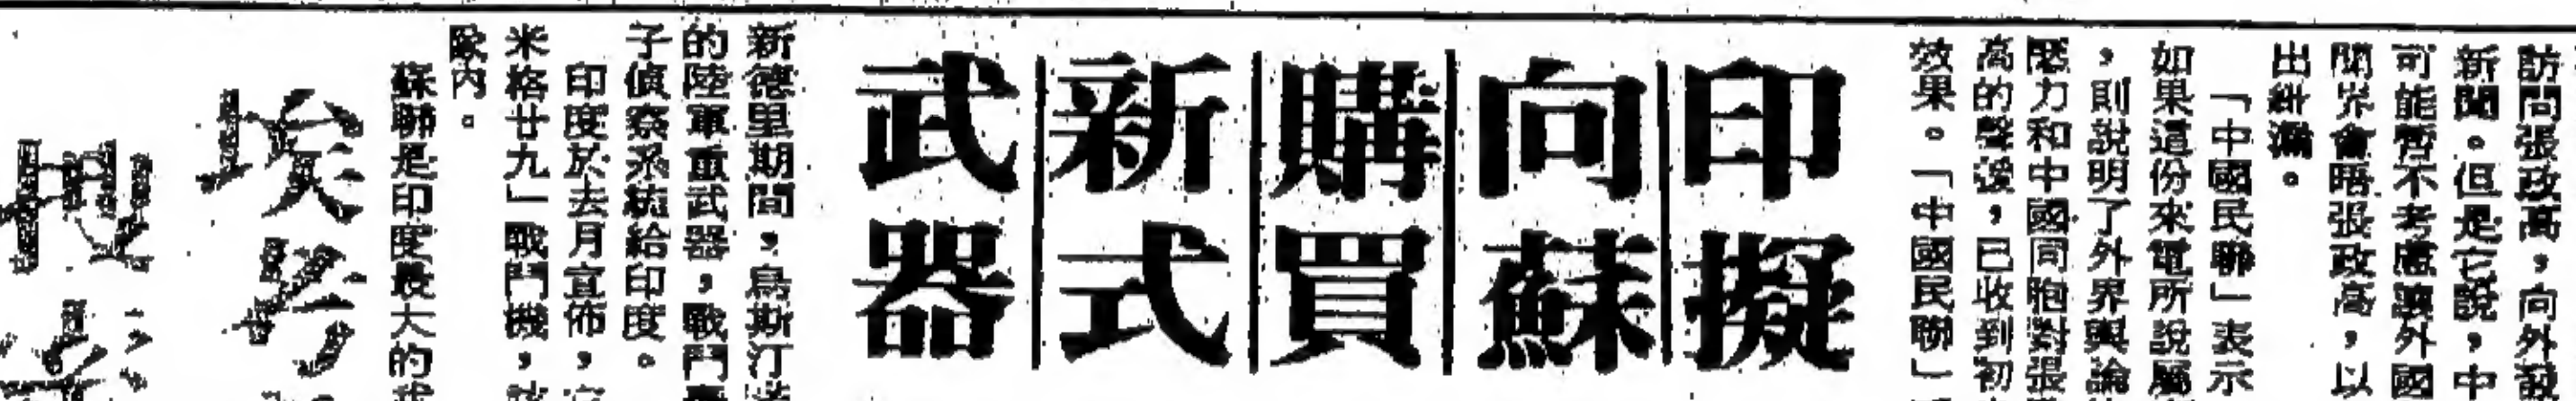 訪問張政高，向外發
新聞。但是它說，中
可能暫不考慮讓外國
聞界會晤張政高，以
出紕漏。
「中國民聯」表示
如果這份來電所說屬
，則說明了外界輿論
壓力和中國同胞對張
高的聲援，已收到初
效果。「中國民聯」
印擬
向蘇
購買
新式
武器
新德里期間，烏斯汀
的陸軍重武器，戰鬥
子偵察系統給印度。
印度於去月宣佈，
米格廿九」戰鬥機，
歐內。
蘇聯是印度最大的武
埃